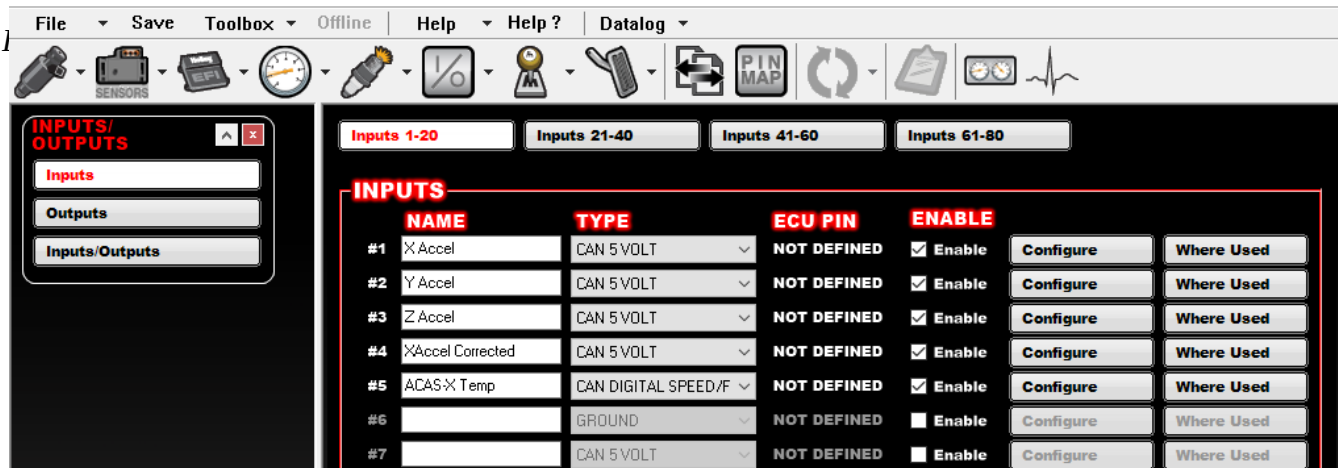 File Save Toolbox Offline Help Help ? Datalog
SENSORS Holley EFI I/O PIN MAP
INPUTS/
OUTPUTS
Inputs
Outputs
Inputs/Outputs
Inputs 1-20 Inputs 21-40 Inputs 41-60 Inputs 61-80
INPUTS
NAME TYPE ECU PIN ENABLE
#1 X Accel CAN 5 VOLT NOT DEFINED Enable Configure Where Used
#2 Y Accel CAN 5 VOLT NOT DEFINED Enable Configure Where Used
#3 Z Accel CAN 5 VOLT NOT DEFINED Enable Configure Where Used
#4 XAccel Corrected CAN 5 VOLT NOT DEFINED Enable Configure Where Used
#5 ACAS-X Temp CAN DIGITAL SPEED/F NOT DEFINED Enable Configure Where Used
#6 GROUND NOT DEFINED Enable Configure Where Used
#7 CAN 5 VOLT NOT DEFINED Enable Configure Where Used